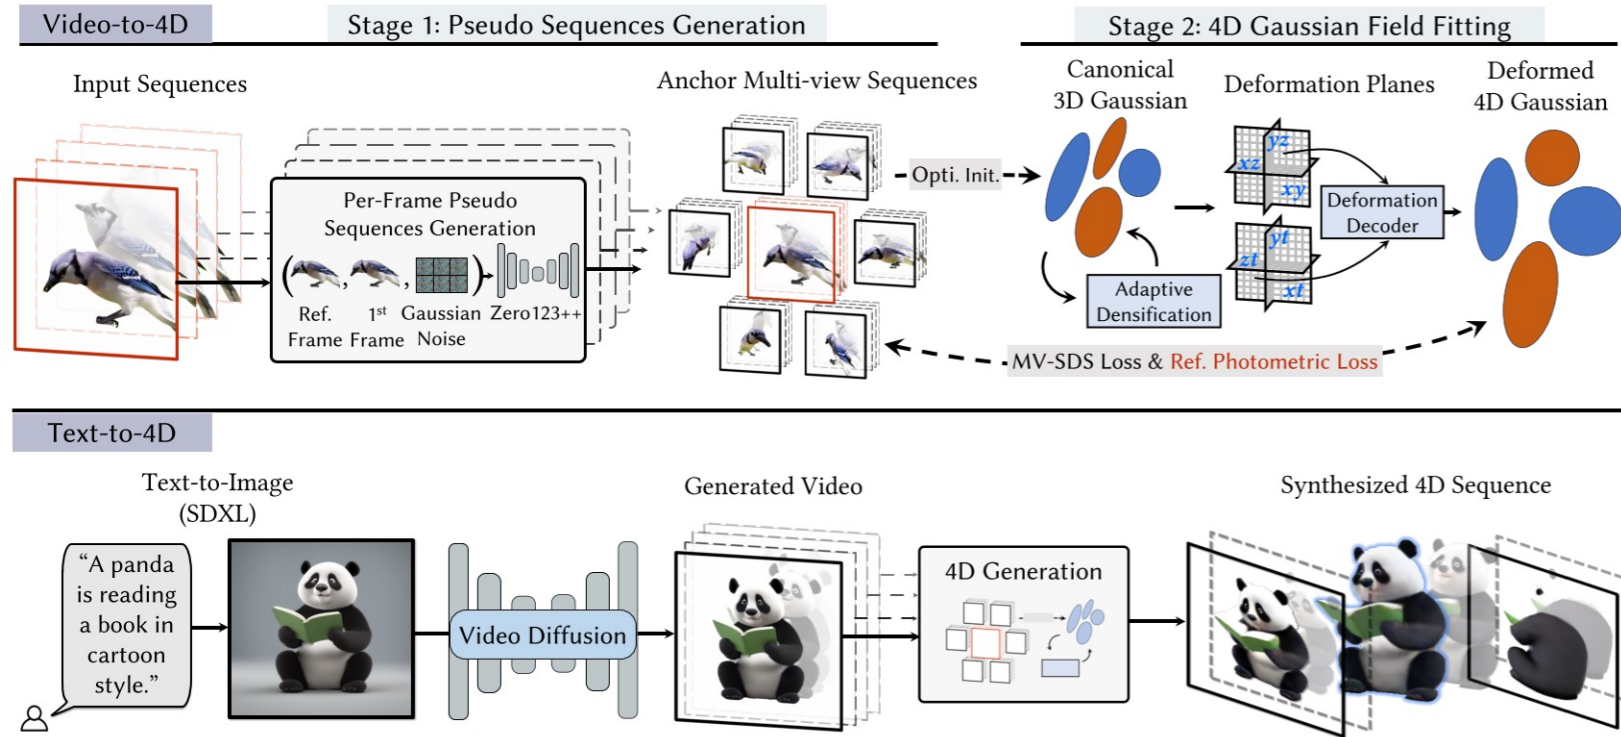 Video-to-4D
Stage 1: Pseudo Sequences Generation
Stage 2: 4D Gaussian Field Fitting
Input Sequences
Per-Frame Pseudo
Sequences Generation
( , , )
Ref.
Frame
1st
Frame
Gaussian
Noise
Zero123++
Anchor Multi-view Sequences
Opti. Init.
Canonical
3D Gaussian
Adaptive
Densification
Deformation Planes
yz
xz
xy
yt
zt
xt
Deformation
Decoder
Deformed
4D Gaussian
MV-SDS Loss & Ref. Photometric Loss
Text-to-4D
Text-to-Image
(SDXL)
“A panda
is reading
a book in
cartoon
style.”
Video Diffusion
Generated Video
4D Generation
Synthesized 4D Sequence